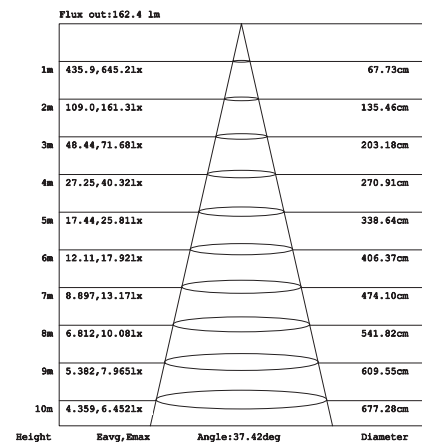 Flux out:162.4 lm
1m 435.9,645.2lx 67.73cm
2m 109.0,161.3lx 135.46cm
3m 48.44,71.68lx 203.18cm
4m 27.25,40.32lx 270.91cm
5m 17.44,25.81lx 338.64cm
6m 12.11,17.92lx 406.37cm
7m 8.897,13.17lx 474.10cm
8m 6.812,10.08lx 541.82cm
9m 5.382,7.965lx 609.55cm
10m 4.359,6.452lx 677.28cm
Height Eavg,Emax Angle:37.42deg Diameter